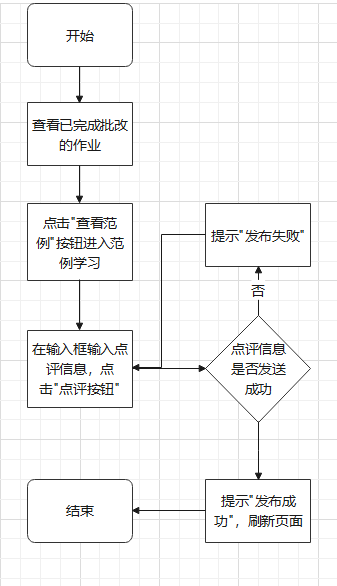 开始
查看已完成批改
的作业
点击"查看范
例"按钮进入范
例学习
提示"发布失败"
否
在输入框输入点
评信息，点
击"点评按钮"
点评信息
是否发送
成功
提示"发布成
功"，刷新页面
结束